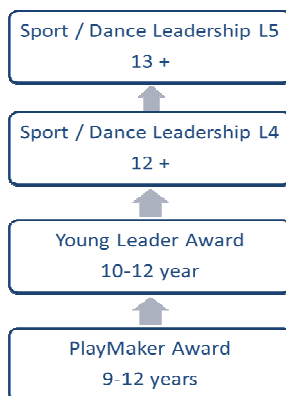 Sport / Dance Leadership L5
13 +
Sport / Dance Leadership L4
12 +
Young Leader Award
10-12 year
PlayMaker Award
9-12 years